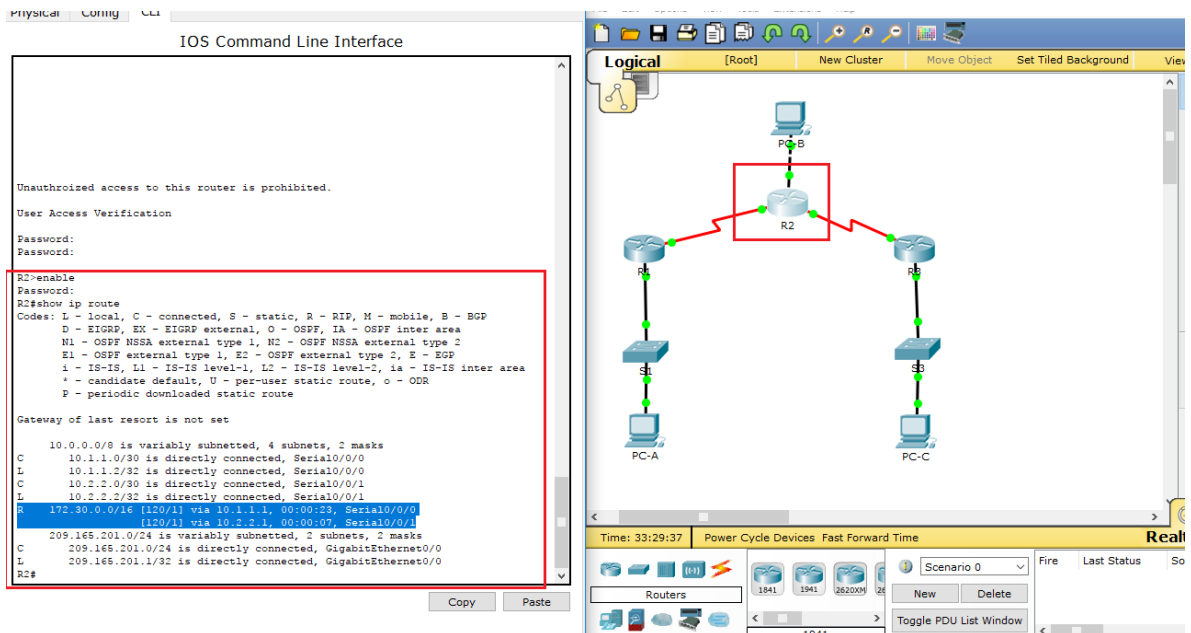 Physical Config CLI
IOS Command Line Interface
Unauthroized access to this router is prohibited.
User Access Verification
Password:
Password:
R2>enable
Password:
R2#show ip route
Codes: L - local, C - connected, S - static, R - RIP, M - mobile, B - BGP
D - EIGRP, EX - EIGRP external, O - OSPF, IA - OSPF inter area
N1 - OSPF NSSA external type 1, N2 - OSPF NSSA external type 2
E1 - OSPF external type 1, E2 - OSPF external type 2, E - EGP
i - IS-IS, L1 - IS-IS level-1, L2 - IS-IS level-2, ia - IS-IS inter area
* - candidate default, U - per-user static route, o - ODR
P - periodic downloaded static route
Gateway of last resort is not set
10.0.0.0/8 is variably subnetted, 4 subnets, 2 masks
C 10.1.1.0/30 is directly connected, Serial0/0/0
L 10.1.1.2/32 is directly connected, Serial0/0/0
C 10.2.2.0/30 is directly connected, Serial0/0/1
L 10.2.2.2/32 is directly connected, Serial0/0/1
R 172.30.0.0/16 [120/1] via 10.1.1.1, 00:00:23, Serial0/0/0
[120/1] via 10.2.2.1, 00:00:07, Serial0/0/1
209.165.201.0/24 is variably subnetted, 2 subnets, 2 masks
C 209.165.201.0/24 is directly connected, GigabitEthernet0/0
L 209.165.201.1/32 is directly connected, GigabitEthernet0/0
R2#
Copy Paste
Logical [Root] New Cluster Move Object Set Tiled Background View
PC-B
R2
R1
R3
S1
S3
PC-A
PC-C
Time: 33:29:37 Power Cycle Devices Fast Forward Time Realt
Routers
1841 1941 2620XM 26
1841
Scenario 0
New Delete
Toggle PDU List Window
Fire Last Status So